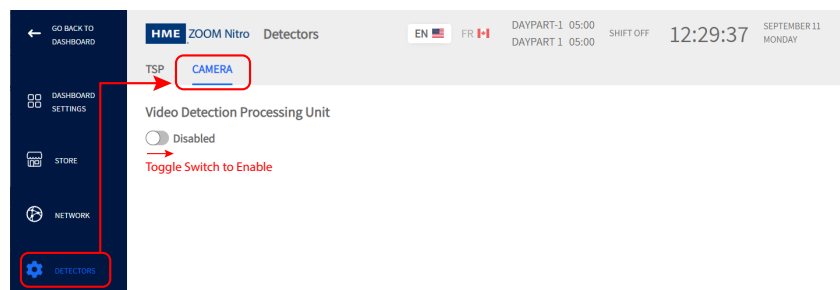 GO BACK TO
DASHBOARD
HME ZOOM Nitro Detectors
EN FR
DAYPART-1 05:00
DAYPART 1 05:00
SHIFT OFF
12:29:37
SEPTEMBER 11
MONDAY
TSP CAMERA
DASHBOARD
SETTINGS
STORE
NETWORK
DETECTORS
Video Detection Processing Unit
Disabled
Toggle Switch to Enable